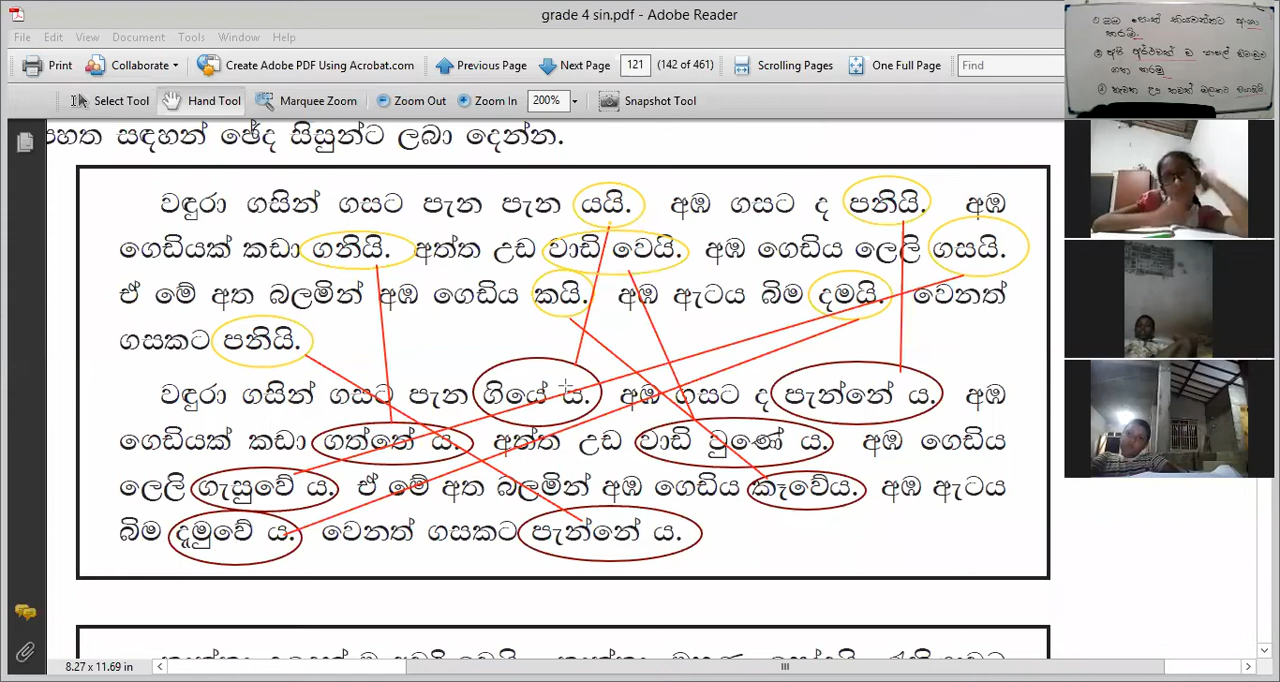 grade 4 sin.pdf - Adobe Reader
File Edit View Document Tools Window Help
Print Collaborate Create Adobe PDF Using Acrobat.com Previous Page Next Page 121 (142 of 461) Scrolling Pages One Full Page Find
Select Tool Hand Tool Marquee Zoom Zoom Out Zoom In 200% Snapshot Tool
පහත සඳහන් ඡේද සිසුන්ට ලබා දෙන්න.
වඳුරා ගසින් ගසට පැන පැන යයි. අඹ ගසට ද පනියි. අඹ
ගෙඩියක් කඩා ගනියි. අත්ත උඩ වාඩි වෙයි. අඹ ගෙඩිය ලෙලි ගසයි.
ඒ මේ අත බලමින් අඹ ගෙඩිය කයි. අඹ ඇටය බිම දමයි. වෙනත්
ගසකට පනියි.
වඳුරා ගසින් ගසට පැන ගියේ ය. අඹ ගසට ද පැන්නේ ය. අඹ
ගෙඩියක් කඩා ගත්තේ ය. අත්ත උඩ වාඩි වුණේ ය. අඹ ගෙඩිය
ලෙලි ගැසුවේ ය. ඒ මේ අත බලමින් අඹ ගෙඩිය කෑවේය. අඹ ඇටය
බිම දැමුවේ ය. වෙනත් ගසකට පැන්නේ ය.
8.27 x 11.69 in